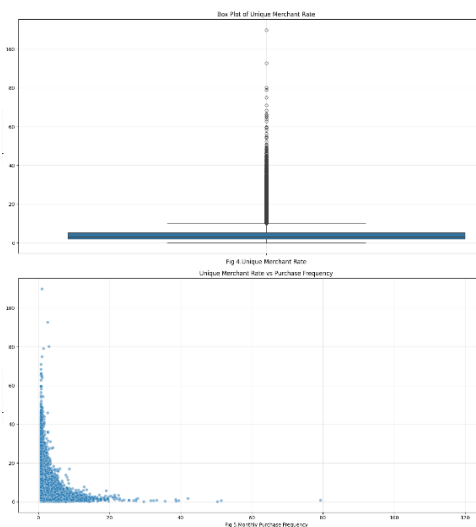 Box Plot of Unique Merchant Rate
100
80
60
40
20
0
Fig 4.Unique Merchant Rate
Unique Merchant Rate vs Purchase Frequency
100
80
60
40
20
0
0 20 40 60 80 100 120
Fig 5.Monthly Purchase Frequency